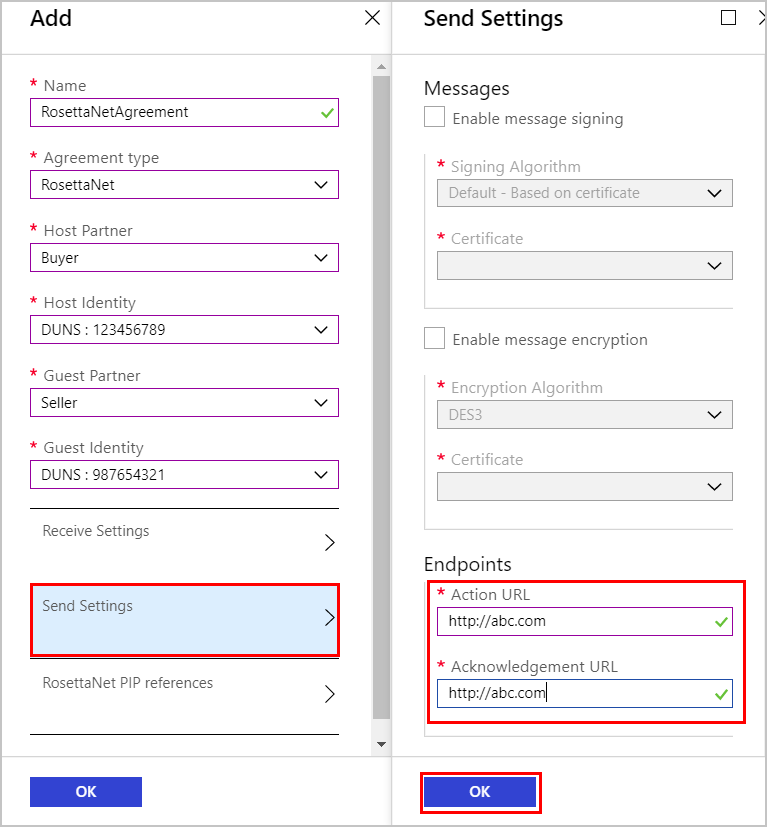 Add
* Name
RosettaNetAgreement
* Agreement type
RosettaNet
* Host Partner
Buyer
* Host Identity
DUNS : 123456789
* Guest Partner
Seller
* Guest Identity
DUNS : 987654321
Receive Settings
Send Settings
RosettaNet PIP references
OK
Send Settings
Messages
Enable message signing
* Signing Algorithm
Default - Based on certificate
* Certificate
Enable message encryption
* Encryption Algorithm
DES3
* Certificate
Endpoints
* Action URL
http://abc.com
* Acknowledgement URL
http://abc.com
OK